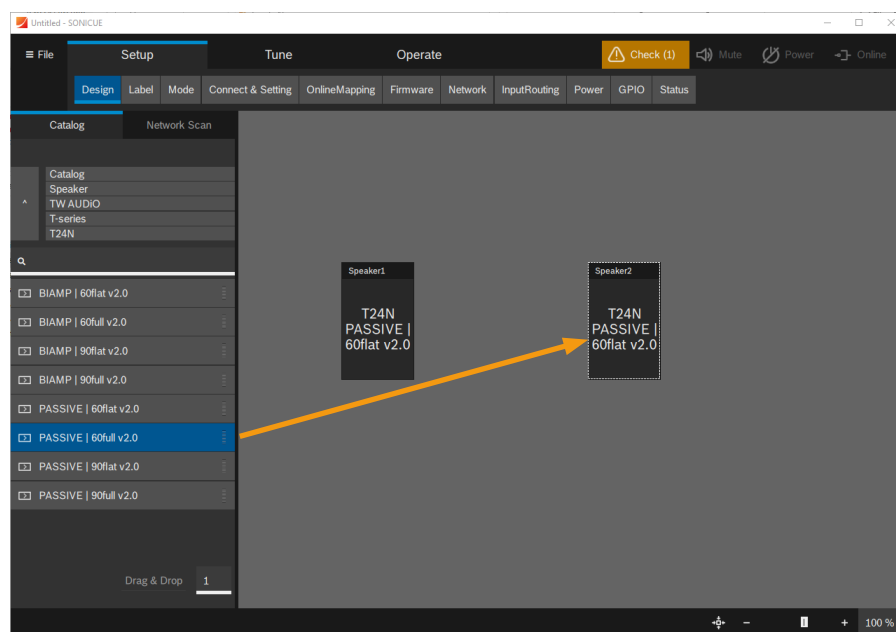 Untitled - SONICUE
≡ File
Setup
Tune
Operate
Check (1)
Mute
Power
Online
Design
Label
Mode
Connect & Setting
OnlineMapping
Firmware
Network
InputRouting
Power
GPIO
Status
Catalog
Network Scan
Catalog
Speaker
TW AUDiO
T-series
T24N
BIAMP | 60flat v2.0
BIAMP | 60full v2.0
BIAMP | 90flat v2.0
BIAMP | 90full v2.0
PASSIVE | 60flat v2.0
PASSIVE | 60full v2.0
PASSIVE | 90flat v2.0
PASSIVE | 90full v2.0
Drag & Drop
1
Speaker1
T24N
PASSIVE |
60flat v2.0
Speaker2
T24N
PASSIVE |
60flat v2.0
100 %